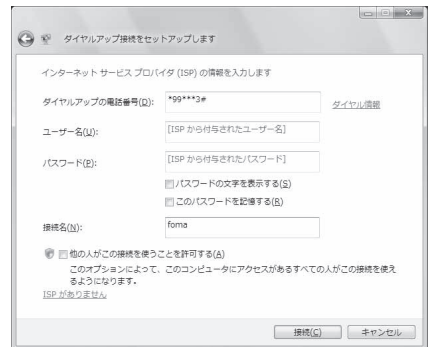 ダイヤルアップ接続をセットアップします
インターネット サービス プロバイダ (ISP) の情報を入力します
ダイヤルアップの電話番号(D): *99***3# ダイヤル情報
ユーザー名(U): [ISP から付与されたユーザー名]
パスワード(P): [ISP から付与されたパスワード]
パスワードの文字を表示する(S)
このパスワードを記憶する(R)
接続名(N): foma
他の人がこの接続を使うことを許可する(A)
このオプションによって、このコンピュータにアクセスがあるすべての人がこの接続を使え
るようになります。
ISP がありません
接続(C) キャンセル